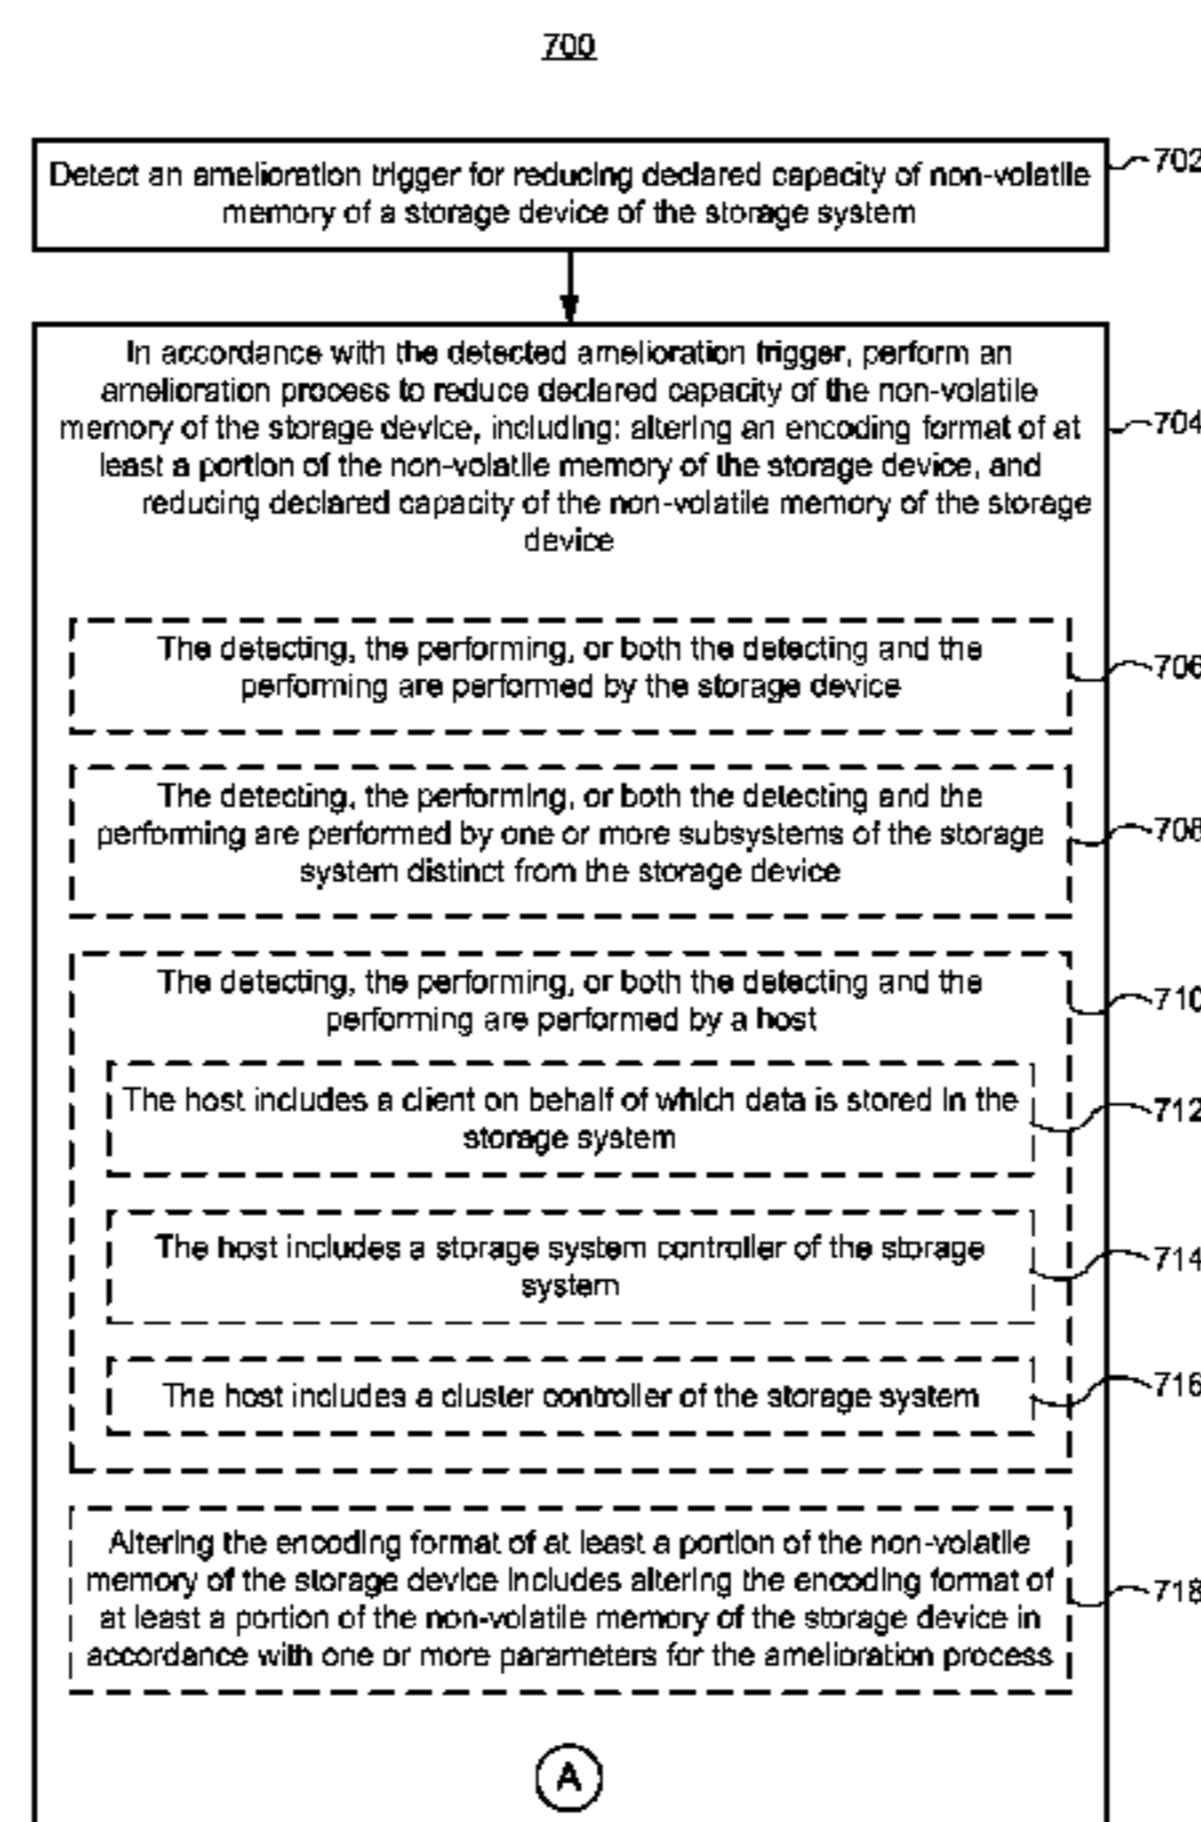 700
Detect an amelioration trigger for reducing declared capacity of non-volatile
memory of a storage device of the storage system
702
In accordance with the detected amelioration trigger, perform an
amelioration process to reduce declared capacity of the non-volatile
memory of the storage device, including: altering an encoding format of at
least a portion of the non-volatile memory of the storage device, and
reducing declared capacity of the non-volatile memory of the storage
device
704
The detecting, the performing, or both the detecting and the
performing are performed by the storage device
706
The detecting, the performing, or both the detecting and the
performing are performed by one or more subsystems of the storage
system distinct from the storage device
708
The detecting, the performing, or both the detecting and the
performing are performed by a host
710
The host includes a client on behalf of which data is stored in the
storage system
712
The host includes a storage system controller of the storage
system
714
The host includes a cluster controller of the storage system
716
Altering the encoding format of at least a portion of the non-volatile
memory of the storage device includes altering the encoding format of
at least a portion of the non-volatile memory of the storage device in
accordance with one or more parameters for the amelioration process
718
A